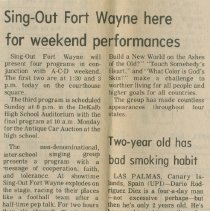 Sing-Out Fort Wayne here
for weekend performances
Sing-Out Fort Wayne will
present four programs in con-
junction with A-C-D weekend.
The first two are at 1:30 and 3
p.m. today on the courthouse
square.
The third program is scheduled
Sunday at 8 p.m. in the DeKalb
High School Auditorium with the
final program at 10 a.m. Monday
for the Antique Car Auction at the
high school.
The non-denominational,
inter-school singing group
presents a program with a
message of cooperation, faith,
and tolerance. At showtime
Sing-Out Fort Wayne explodes on
the stage, racing to their places
like a football team after a
half-time pep talk. For two hours
Build a New World on the Ashes
of the Old?" "Touch Somebody's
Heart," and "What Color is God's
Skin" make a challenge to
worthier living for all people and
higher goals for all countries.
The group has made countless
appearances throughout four
states.
Two-year old has
bad smoking habit
LAS PALMAS, Canary Is-
lands, Spain (UPI) — Dario Rod-
riguez Dns is a four-a-day man
—not excessive perhaps—but
then he's only 2 years old. He's